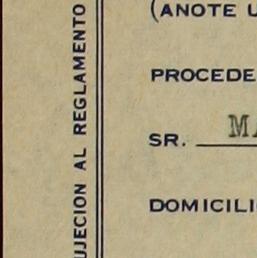 UJECION AL REGLAMENTO
(ANOTE U
PROCEDE
SR. MA
DOMICILI